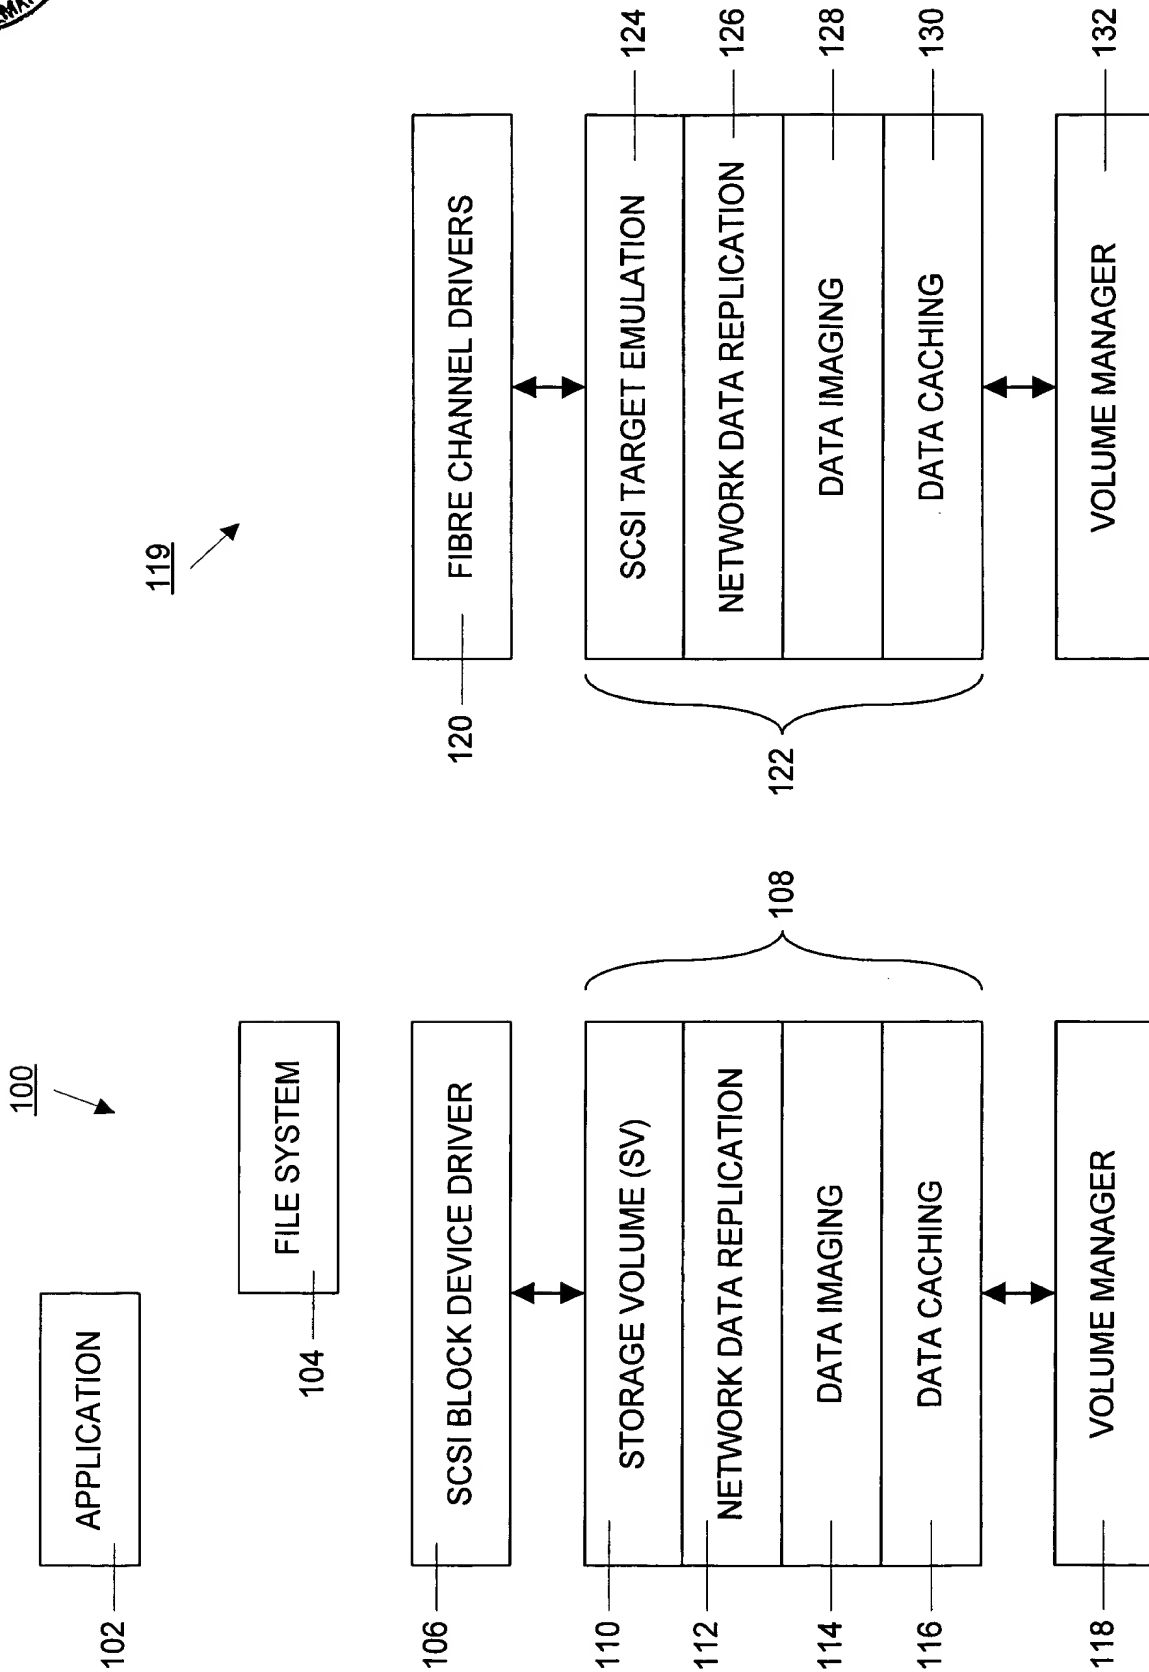 100
119
APPLICATION
102
FILE SYSTEM
104
SCSI BLOCK DEVICE DRIVER
106
STORAGE VOLUME (SV)
110
NETWORK DATA REPLICATION
112
DATA IMAGING
114
DATA CACHING
116
108
VOLUME MANAGER
118
FIBRE CHANNEL DRIVERS
120
SCSI TARGET EMULATION
124
NETWORK DATA REPLICATION
126
DATA IMAGING
128
DATA CACHING
130
122
VOLUME MANAGER
132